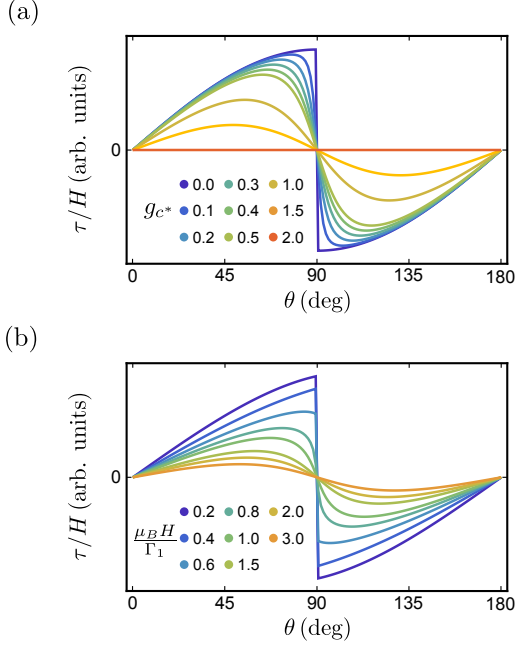 (a)
τ/H (arb. units)
0
g_{c*}
0.0 0.3 1.0
0.1 0.4 1.5
0.2 0.5 2.0
0 45 90 135 180
θ (deg)
(b)
τ/H (arb. units)
0
μ_B H / Γ_1
0.2 0.8 2.0
0.4 1.0 3.0
0.6 1.5
0 45 90 135 180
θ (deg)